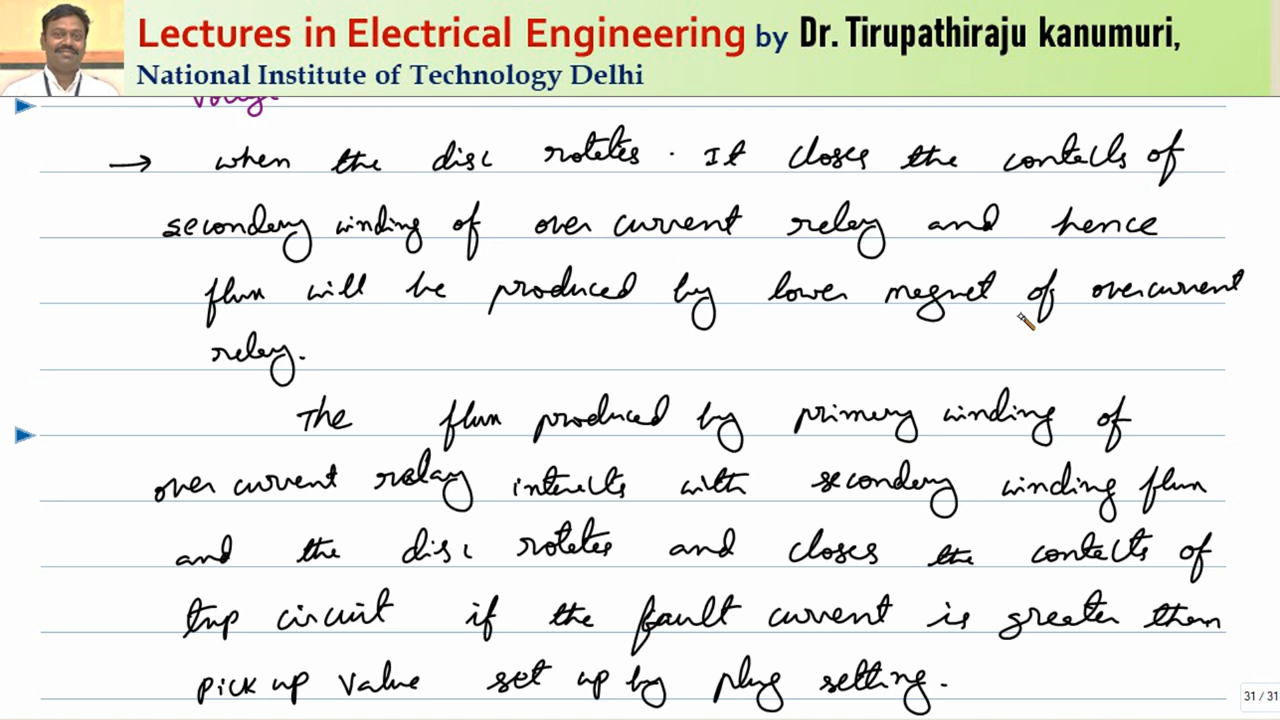 Lectures in Electrical Engineering by Dr. Tirupathiraju kanumuri,
National Institute of Technology Delhi
→ when the disc rotates. It closes the contacts of
secondary winding of over current relay and hence
flux will be produced by lower magnet of overcurrent
relay.
The flux produced by primary winding of
over current relay interacts with secondary winding flux
and the disc rotates and closes the contacts of
trip circuit if the fault current is greater than
pick up value set up by plug setting.
31 / 31